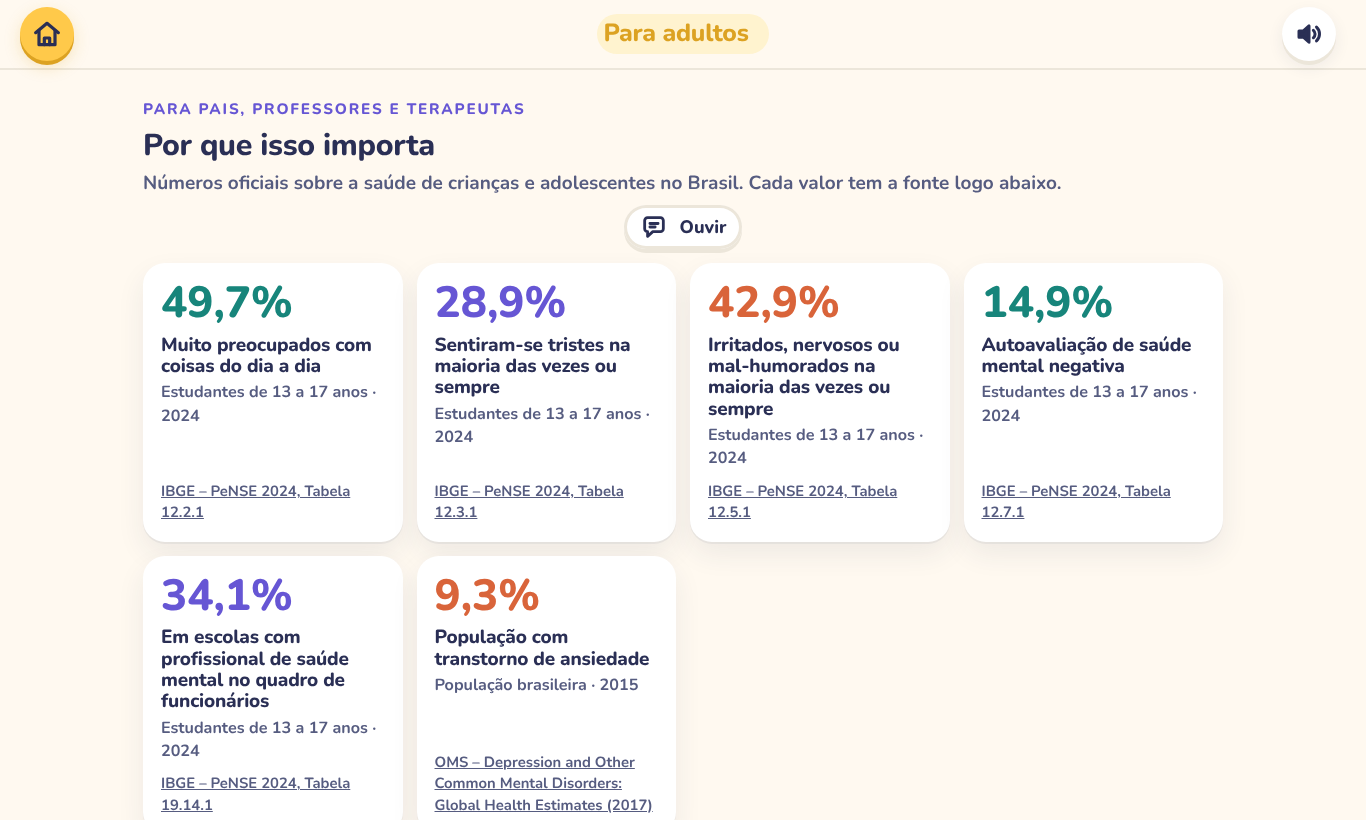 Para adultos
PARA PAIS, PROFESSORES E TERAPEUTAS
Por que isso importa
Números oficiais sobre a saúde de crianças e adolescentes no Brasil. Cada valor tem a fonte logo abaixo.
Ouvir
49,7%
Muito preocupados com
coisas do dia a dia
Estudantes de 13 a 17 anos ·
2024
IBGE – PeNSE 2024, Tabela
12.2.1
28,9%
Sentiram-se tristes na
maioria das vezes ou
sempre
Estudantes de 13 a 17 anos ·
2024
IBGE – PeNSE 2024, Tabela
12.3.1
42,9%
Irritados, nervosos ou
mal-humorados na
maioria das vezes ou
sempre
Estudantes de 13 a 17 anos ·
2024
IBGE – PeNSE 2024, Tabela
12.5.1
14,9%
Autoavaliação de saúde
mental negativa
Estudantes de 13 a 17 anos ·
2024
IBGE – PeNSE 2024, Tabela
12.7.1
34,1%
Em escolas com
profissional de saúde
mental no quadro de
funcionários
Estudantes de 13 a 17 anos ·
2024
IBGE – PeNSE 2024, Tabela
19.14.1
9,3%
População com
transtorno de ansiedade
População brasileira · 2015
OMS – Depression and Other
Common Mental Disorders:
Global Health Estimates (2017)